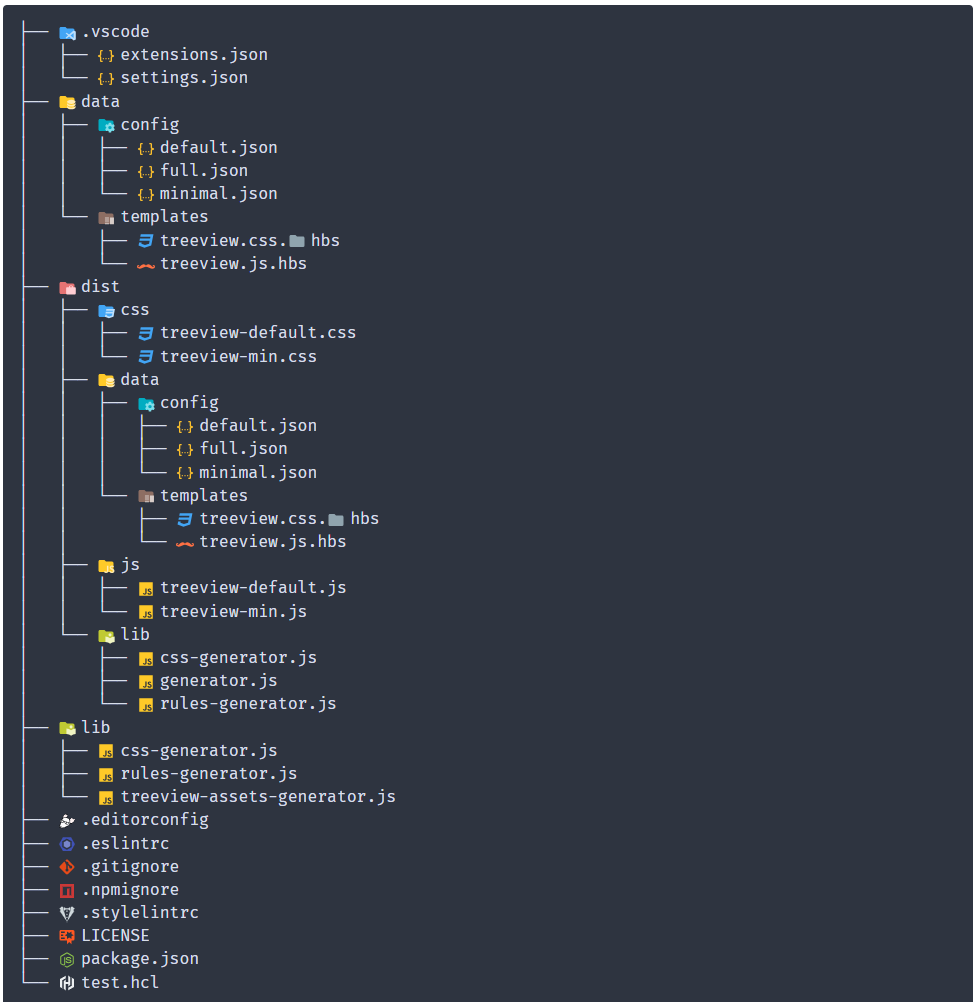 .vscode
extensions.json
settings.json
data
config
default.json
full.json
minimal.json
templates
treeview.css.hbs
treeview.js.hbs
dist
css
treeview-default.css
treeview-min.css
data
config
default.json
full.json
minimal.json
templates
treeview.css.hbs
treeview.js.hbs
js
treeview-default.js
treeview-min.js
lib
css-generator.js
generator.js
rules-generator.js
lib
css-generator.js
rules-generator.js
treeview-assets-generator.js
.editorconfig
.eslintrc
.gitignore
.npmignore
.stylelintrc
LICENSE
package.json
test.hcl